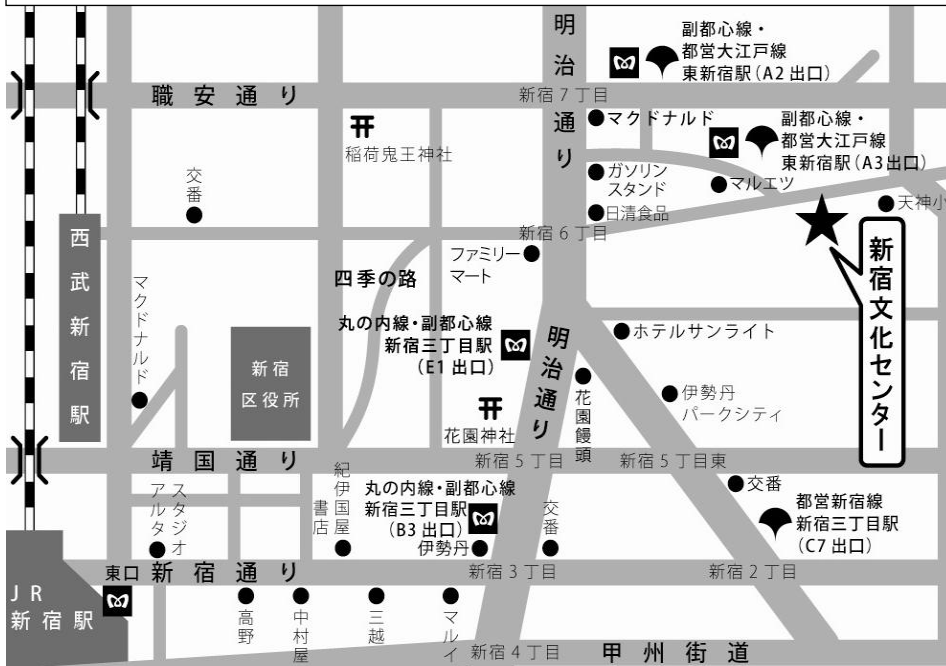 明治通り
副都心線・
都営大江戸線
東新宿駅(A2 出口)
職安通り
新宿 7 丁目
マクドナルド
副都心線・
都営大江戸線
東新宿駅(A3 出口)
稲荷鬼王神社
交番
ガソリン
スタンド
マルエツ
日清食品
天神小
新宿 6 丁目
西武新宿駅
ファミリー
マート
四季の路
新宿文化センター
マクドナルド
丸の内線・副都心線
新宿三丁目駅
(E1 出口)
明治通り
ホテルサンライト
新宿
区役所
花園饅頭
伊勢丹
パークシティ
花園神社
靖国通り
新宿 5 丁目
新宿 5 丁目東
紀伊国屋
書店
丸の内線・副都心線
新宿三丁目駅
(B3 出口)
伊勢丹
交番
交番
都営新宿線
新宿三丁目駅
(C7 出口)
スタジオ
アルタ
東口
新宿通り
新宿 3 丁目
新宿 2 丁目
JR
新宿駅
高野
中村屋
三越
マルイ
新宿 4 丁目
甲州街道